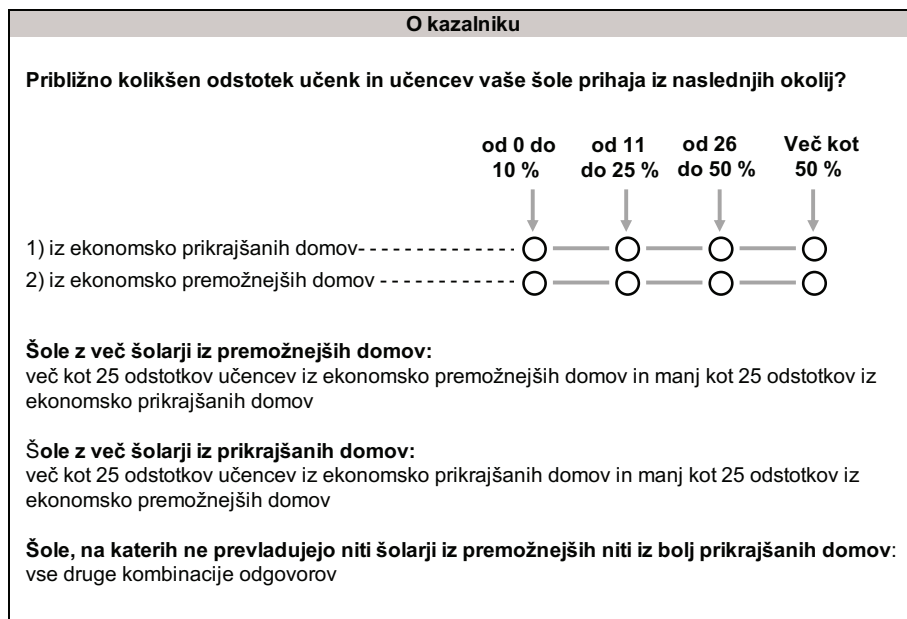 O kazalniku
Približno kolikšen odstotek učenk in učencev vaše šole prihaja iz naslednjih okolij?
od 0 do od 11 od 26 Več kot
10 % do 25 % do 50 % 50 %
1) iz ekonomsko prikrajšanih domov- - - - - - - - - - - - -
2) iz ekonomsko premožnejših domov - - - - - - - - - - - -
Šole z več šolarji iz premožnejših domov:
več kot 25 odstotkov učencev iz ekonomsko premožnejših domov in manj kot 25 odstotkov iz
ekonomsko prikrajšanih domov
Šole z več šolarji iz prikrajšanih domov:
več kot 25 odstotkov učencev iz ekonomsko prikrajšanih domov in manj kot 25 odstotkov iz
ekonomsko premožnejših domov
Šole, na katerih ne prevladujejo niti šolarji iz premožnejših niti iz bolj prikrajšanih domov:
vse druge kombinacije odgovorov